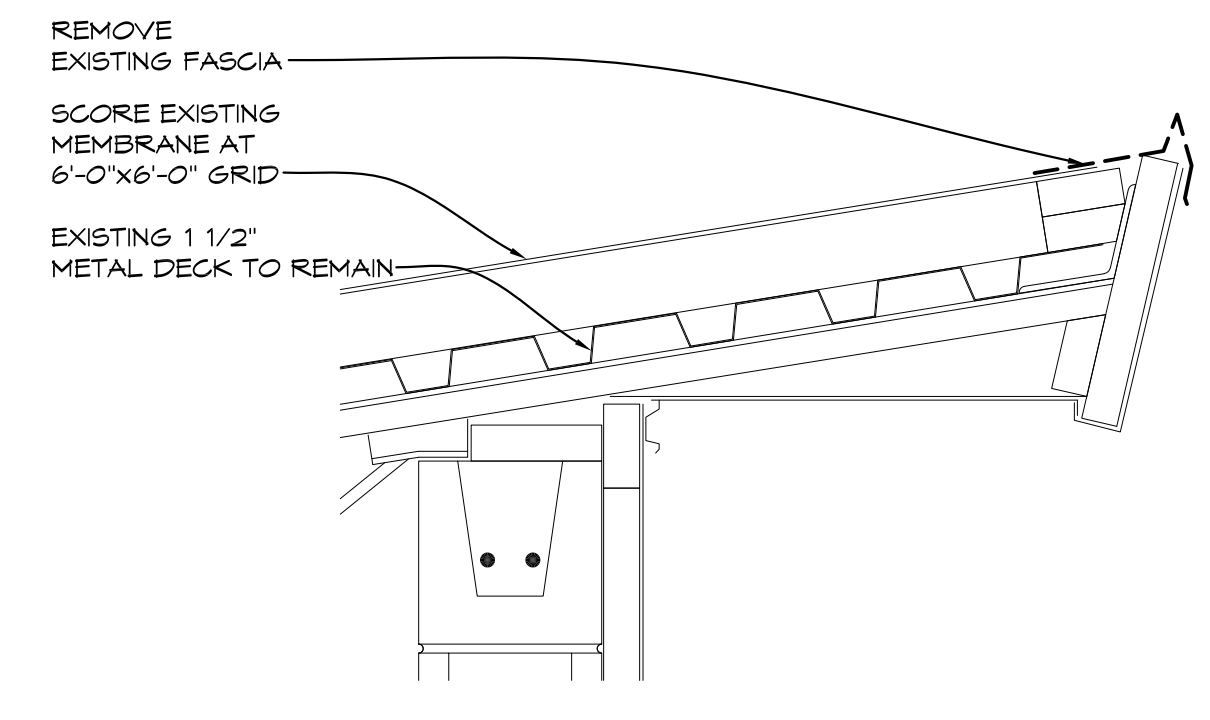 REMOVE
EXISTING FASCIA
SCORE EXISTING
MEMBRANE AT
6'-0"x6'-0" GRID
EXISTING 1 1/2"
METAL DECK TO REMAIN